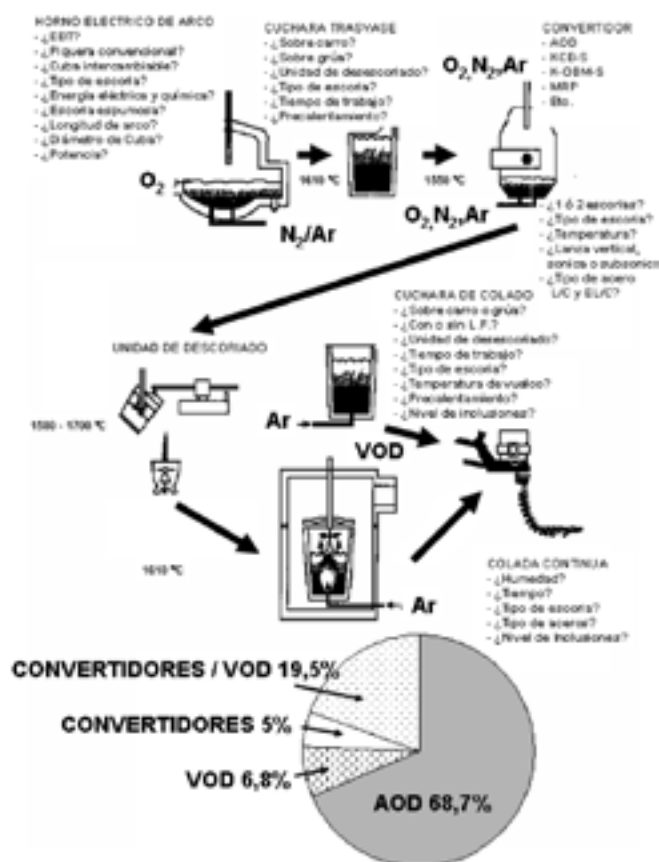 HORNO ELECTRICO DE ARCO
- ¿EBT?
- ¿Piquera convencional?
- ¿Cuba intercambiable?
- ¿Tipo de escoria?
- ¿Energía eléctrica y química?
- ¿Escoria espumosa?
- ¿Longitud de arco?
- ¿Diámetro de Cuba?
- ¿Potencia?
O2
N2/Ar
1610 ºC
CUCHARA TRASVASE
- ¿Sobre carro?
- ¿Sobre grúa?
- ¿Unidad de desescoriado?
- ¿Tipo de escoria?
- ¿Tiempo de trabajo?
- ¿Precalentamiento?
1550 ºC
CONVERTIDOR
- AOD
- KCB-S
- K-OBM-S
- MRP
- Etc.
O2,N2,Ar
O2,N2,Ar
- ¿1 ó 2 escorias?
- ¿Tipo de escoria?
- ¿Temperatura?
- ¿Lanza vertical,
sonica o subsonica
- ¿Tipo de acero
L/C y EL/C?
UNIDAD DE DESCORIADO
1580 - 1700 ºC
1610 ºC
CUCHARA DE COLADO
- ¿Sobre carro o grúa?
- ¿Con o sin L.F.?
- ¿Unidad de desescoriado?
- ¿Tiempo de trabajo?
- ¿Tipo de escoria?
- ¿Temperatura de vuelco?
- ¿Precalentamiento?
- ¿Nivel de inclusiones?
Ar
VOD
Ar
COLADA CONTINUA
- ¿Humedad?
- ¿Tiempo?
- ¿Tipo de escoria?
- ¿Tipo de aceros?
- ¿Nivel de Inclusiones?
CONVERTIDORES / VOD 19,5%
CONVERTIDORES 5%
VOD 6,8%
AOD 68,7%